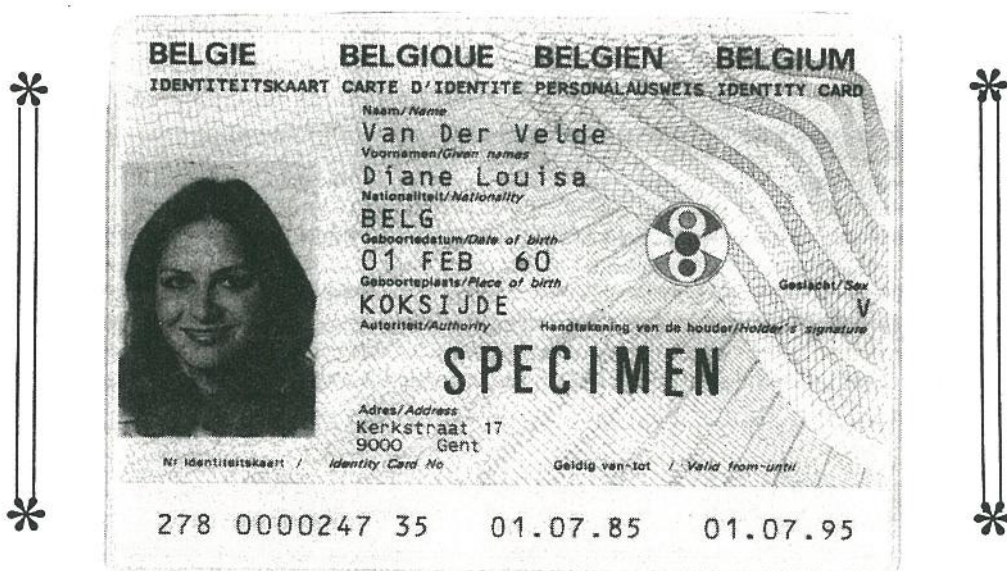 BELGIE BELGIQUE BELGIEN BELGIUM
IDENTITEITSKAART CARTE D'IDENTITE PERSONALAUSWEIS IDENTITY CARD
Naam/Name
Van Der Velde
Voornamen/Given names
Diane Louisa
Nationaliteit/Nationality
BELG
Geboortedatum/Date of birth
01 FEB 60
Geboorteplaats/Place of birth
Geslacht/Sex
KOKSIJDE V
Autoriteit/Authority Handtekening van de houder/Holder's signature
SPECIMEN
Adres/Address
Kerkstraat 17
9000 Gent
Nr Identiteitskaart / Identity Card No Geldig van-tot / Valid from-until
278 0000247 35 01.07.85 01.07.95